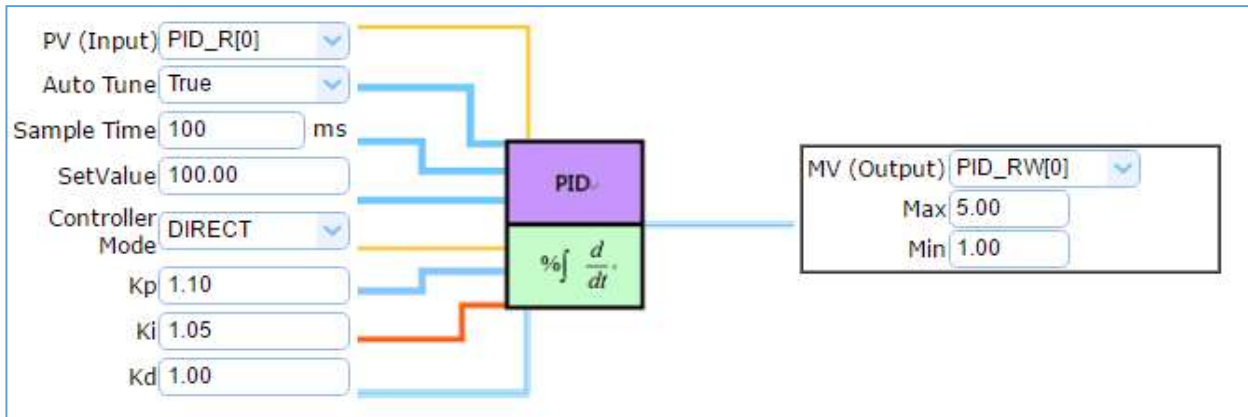 PV (Input) PID_R[0]
Auto Tune True
Sample Time 100 ms
SetValue 100.00
Controller
Mode DIRECT
Kp 1.10
Ki 1.05
Kd 1.00
PID
%∫ d/dt
MV (Output) PID_RW[0]
Max 5.00
Min 1.00